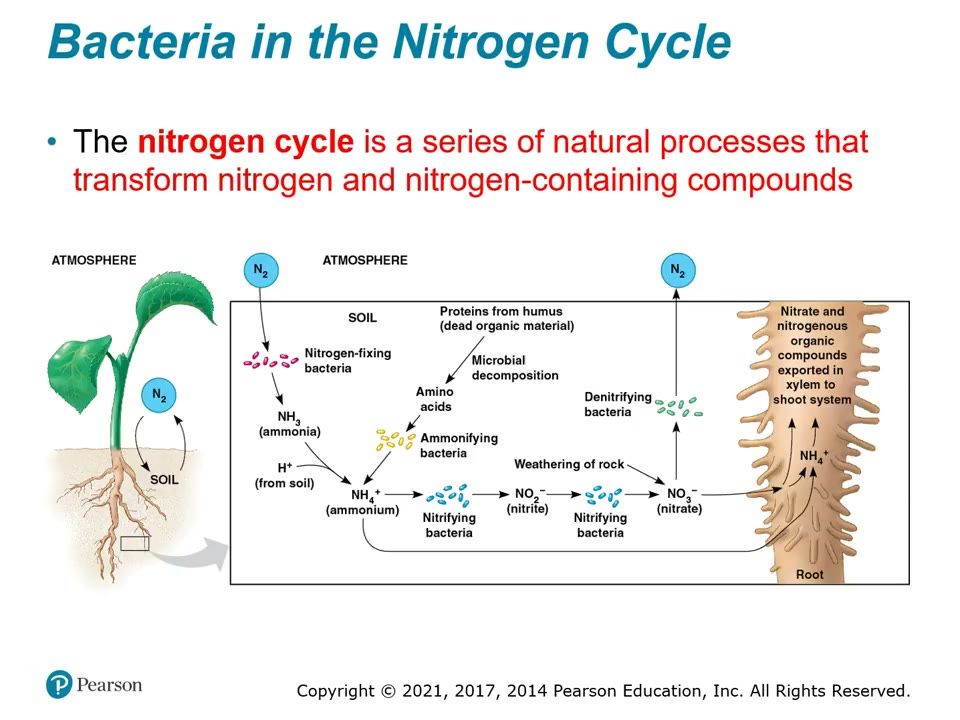 Bacteria in the Nitrogen Cycle
• The nitrogen cycle is a series of natural processes that
transform nitrogen and nitrogen-containing compounds
ATMOSPHERE
N2
SOIL
N2
ATMOSPHERE
N2
SOIL
Proteins from humus
(dead organic material)
Nitrogen-fixing
bacteria
Microbial
decomposition
Amino
acids
NH3
(ammonia)
Ammonifying
bacteria
H+
(from soil)
NH4+
(ammonium)
Nitrifying
bacteria
NO2−
(nitrite)
Nitrifying
bacteria
Weathering of rock
NO3−
(nitrate)
Denitrifying
bacteria
Nitrate and
nitrogenous
organic
compounds
exported in
xylem to
shoot system
NH4+
Root
Pearson
Copyright © 2021, 2017, 2014 Pearson Education, Inc. All Rights Reserved.